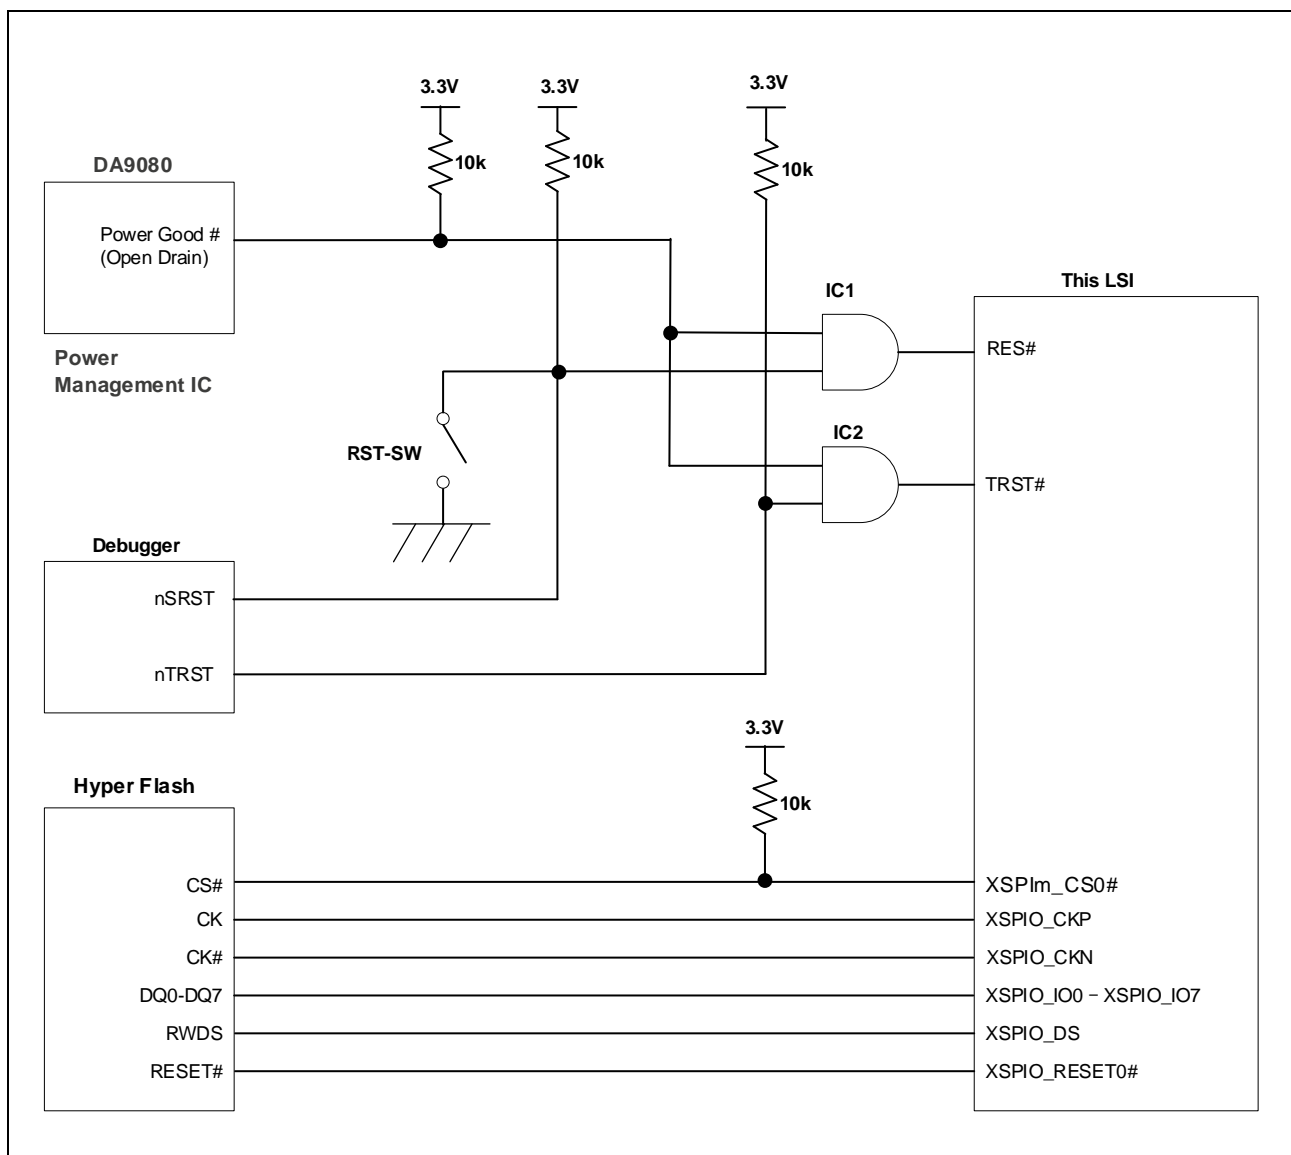 3.3V
3.3V
3.3V
10k
10k
10k
DA9080
Power Good #
(Open Drain)
Power
Management IC
IC1
This LSI
RES#
RST-SW
IC2
TRST#
Debugger
nSRST
nTRST
3.3V
10k
Hyper Flash
CS#
XSPIm_CS0#
CK
XSPIO_CKP
CK#
XSPIO_CKN
DQ0-DQ7
XSPIO_IO0 – XSPIO_IO7
RWDS
XSPIO_DS
RESET#
XSPIO_RESET0#